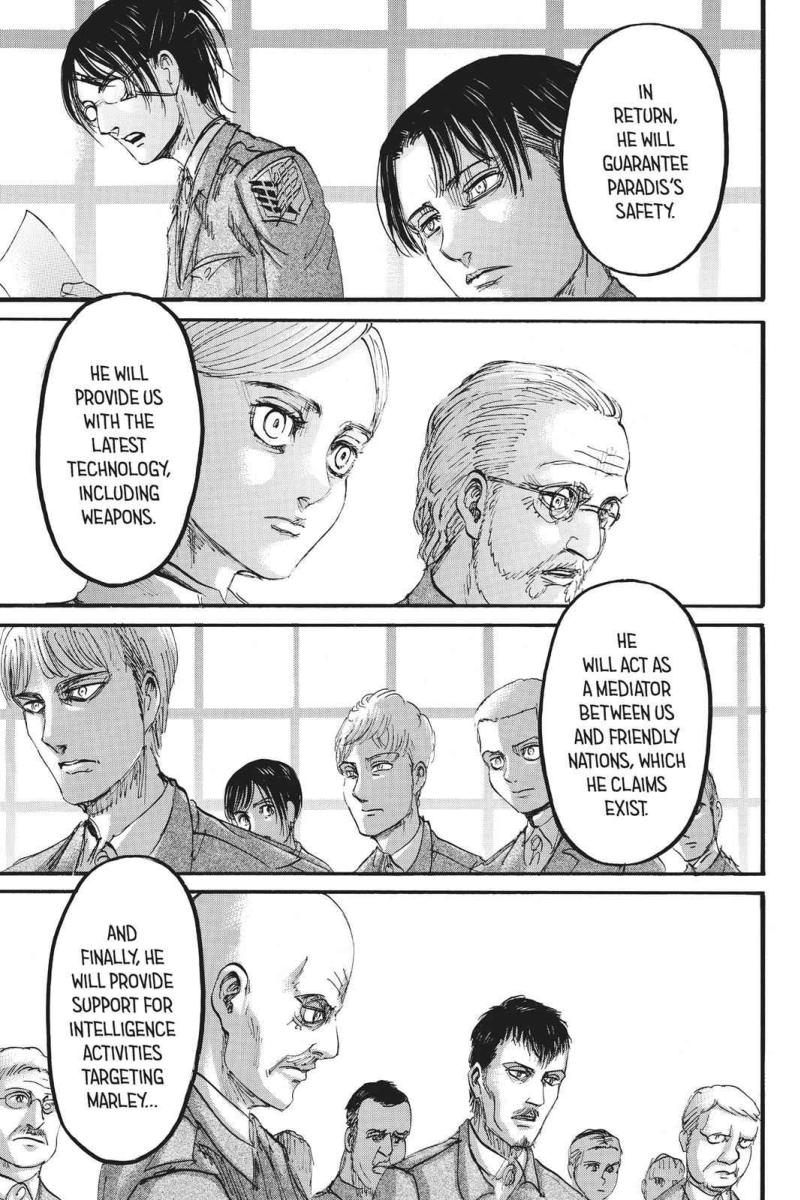 IN
RETURN,
HE WILL
GUARANTEE
PARADIS'S
SAFETY.
HE WILL
PROVIDE US
WITH THE
LATEST
TECHNOLOGY,
INCLUDING
WEAPONS.
HE
WILL ACT AS
A MEDIATOR
BETWEEN US
AND FRIENDLY
NATIONS, WHICH
HE CLAIMS
EXIST.
AND
FINALLY, HE
WILL PROVIDE
SUPPORT FOR
INTELLIGENCE
ACTIVITIES
TARGETING
MARLEY...